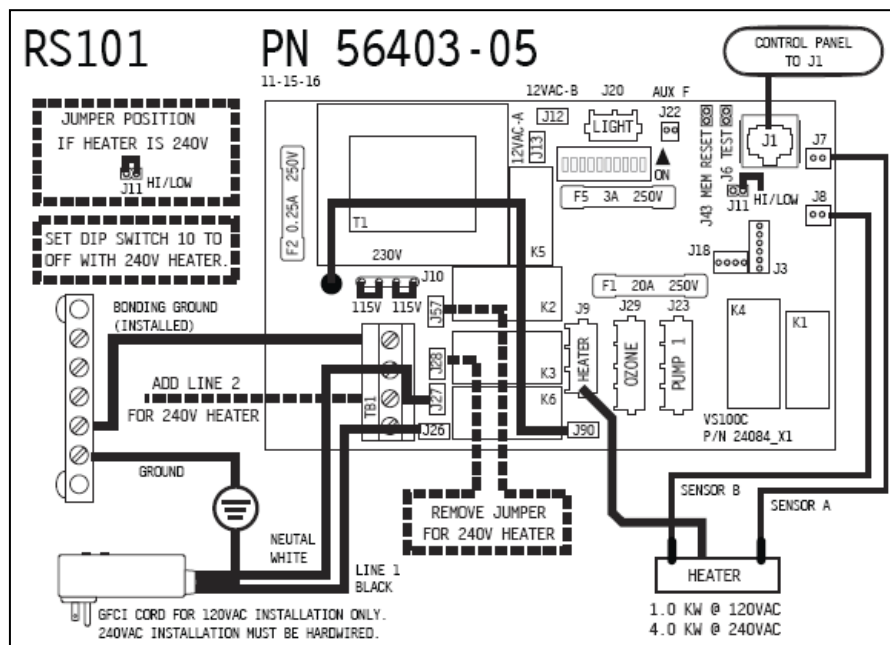 RS101 PN 56403-05
11-15-16
CONTROL PANEL
TO J1
JUMPER POSITION
IF HEATER IS 240V
J11 HI/LOW
SET DIP SWITCH 10 TO
OFF WITH 240V HEATER.
12VAC-B
J20
AUX F
J12
LIGHT
J22
12VAC-A
J13
ON
F5 3A 250V
J43 MEM RESET
J6 TEST
J1
J7
J11
HI/LOW
J8
J18
J3
F2 0.25A 250V
T1
230V
K5
J10
115V 115V
J57
K2
F1 20A 250V
J9
J29
J23
K4
K1
HEATER
OZONE
PUMP 1
J28
K3
J27
K6
J26
J90
TB1
VS100C
P/N 24084_X1
BONDING GROUND
(INSTALLED)
ADD LINE 2
FOR 240V HEATER
GROUND
REMOVE JUMPER
FOR 240V HEATER
SENSOR B
SENSOR A
NEUTAL
WHITE
LINE 1
BLACK
HEATER
1.0 KW @ 120VAC
4.0 KW @ 240VAC
GFCI CORD FOR 120VAC INSTALLATION ONLY.
240VAC INSTALLATION MUST BE HARDWIRED.